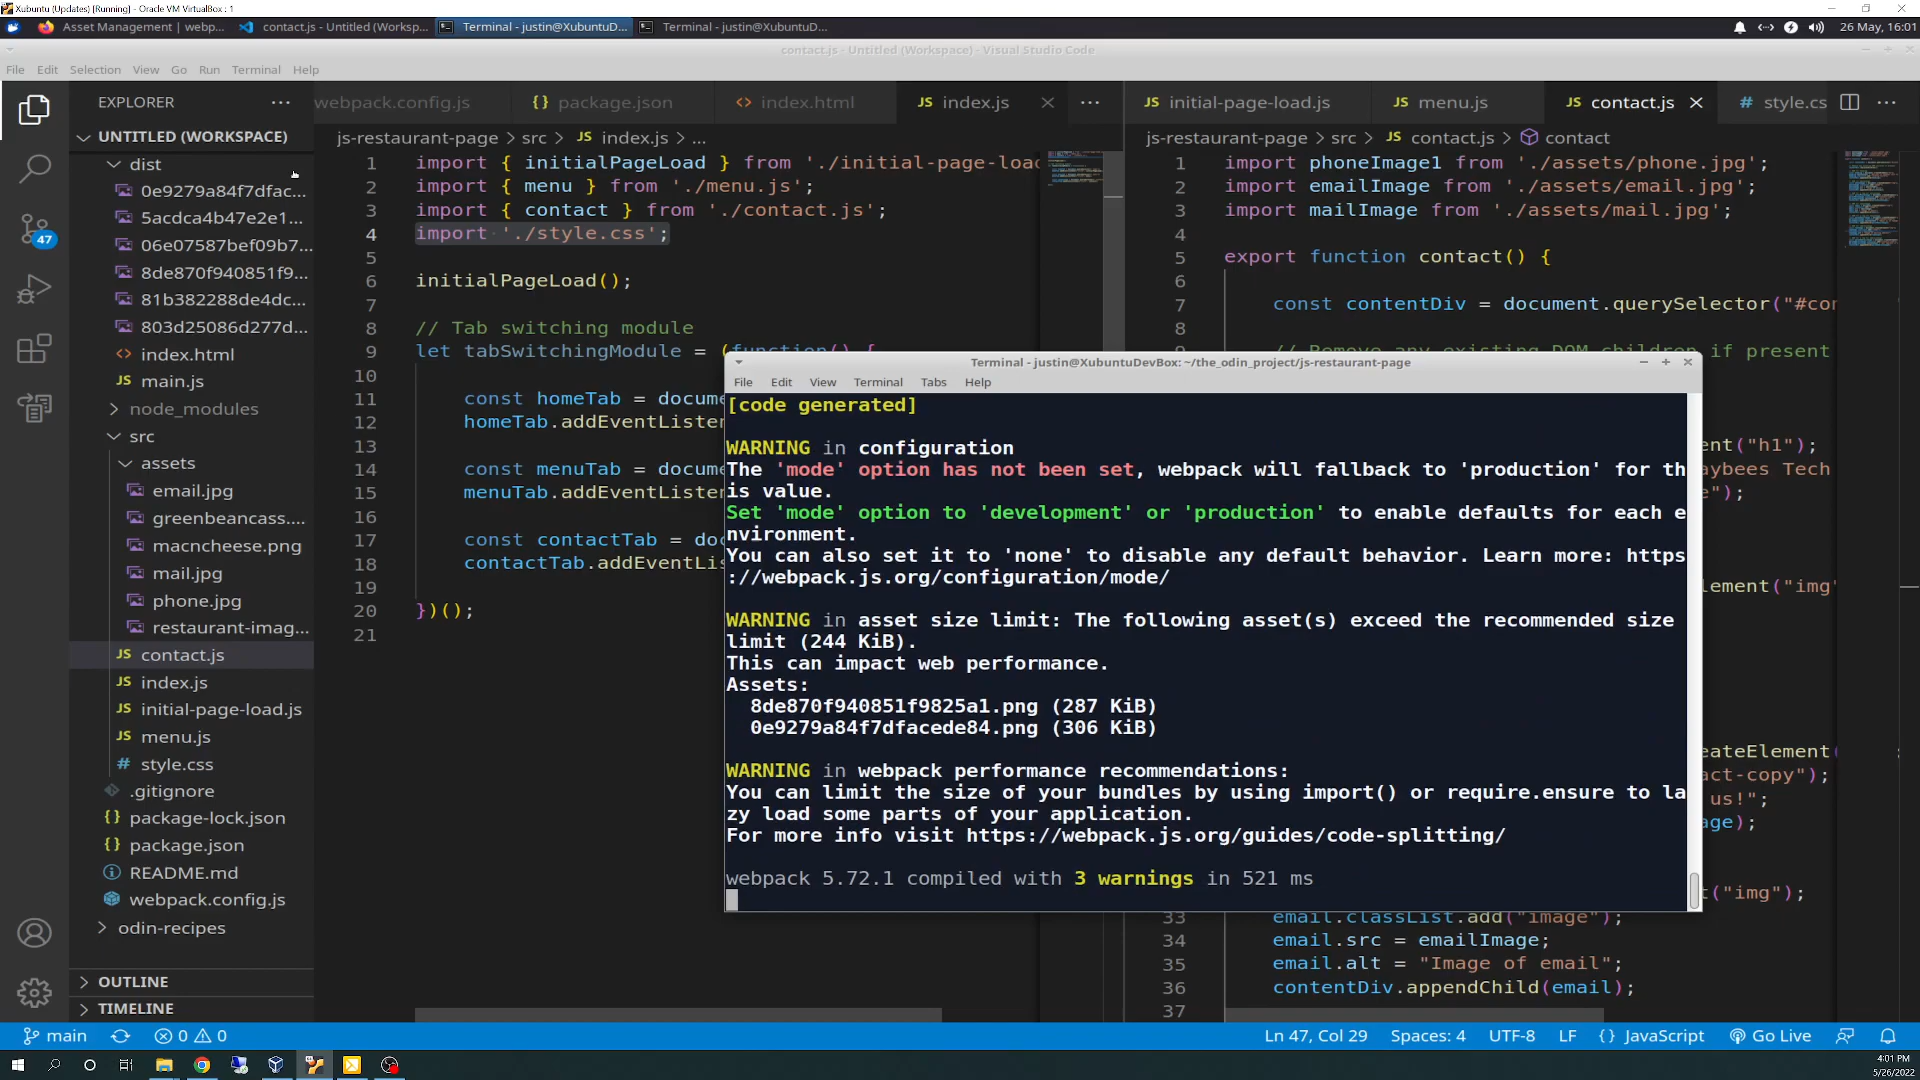 Xubuntu (Updates) [Running] - Oracle VM VirtualBox : 1
Asset Management | webp...
contact.js - Untitled (Worksp...
Terminal - justin@XubuntuD...
Terminal - justin@XubuntuD...
26 May, 16:01
contact.js - Untitled (Workspace) - Visual Studio Code
File Edit Selection View Go Run Terminal Help
EXPLORER
UNTITLED (WORKSPACE)
dist
0e9279a84f7dfac...
5acdca4b47e2e1...
06e07587bef09b7...
8de870f940851f9...
81b382288de4dc...
803d25086d277d...
index.html
main.js
node_modules
src
assets
email.jpg
greenbeancass....
macncheese.png
mail.jpg
phone.jpg
restaurant-imag...
contact.js
index.js
initial-page-load.js
menu.js
style.css
.gitignore
package-lock.json
package.json
README.md
webpack.config.js
odin-recipes
OUTLINE
TIMELINE
47
webpack.config.js
package.json
index.html
index.js
js-restaurant-page > src > index.js > ...
1 import { initialPageLoad } from './initial-page-loa
2 import { menu } from './menu.js';
3 import { contact } from './contact.js';
4 import './style.css';
5
6 initialPageLoad();
7
8 // Tab switching module
9 let tabSwitchingModule = (function() {
10
11 const homeTab = docume
12 homeTab.addEventListen
13
14 const menuTab = docume
15 menuTab.addEventListen
16
17 const contactTab = doc
18 contactTab.addEventLis
19
20 })();
21
initial-page-load.js
menu.js
contact.js
style.cs
js-restaurant-page > src > contact.js > contact
1 import phoneImage1 from './assets/phone.jpg';
2 import emailImage from './assets/email.jpg';
3 import mailImage from './assets/mail.jpg';
4
5 export function contact() {
6
7 const contentDiv = document.querySelector("#con
8
// Remove any existing DOM children if present
ent("h1");
aybees Tech
e");
lement("img'
eateElement(
act-copy");
us!";
age);
t("img");
33 email.classList.add("image");
34 email.src = emailImage;
35 email.alt = "Image of email";
36 contentDiv.appendChild(email);
37
Terminal - justin@XubuntuDevBox: ~/the_odin_project/js-restaurant-page
File Edit View Terminal Tabs Help
[code generated]
WARNING in configuration
The 'mode' option has not been set, webpack will fallback to 'production' for th
is value.
Set 'mode' option to 'development' or 'production' to enable defaults for each e
nvironment.
You can also set it to 'none' to disable any default behavior. Learn more: https
://webpack.js.org/configuration/mode/
WARNING in asset size limit: The following asset(s) exceed the recommended size
limit (244 KiB).
This can impact web performance.
Assets:
8de870f940851f9825a1.png (287 KiB)
0e9279a84f7dfacede84.png (306 KiB)
WARNING in webpack performance recommendations:
You can limit the size of your bundles by using import() or require.ensure to la
zy load some parts of your application.
For more info visit https://webpack.js.org/guides/code-splitting/
webpack 5.72.1 compiled with 3 warnings in 521 ms
main
0 0
Ln 47, Col 29
Spaces: 4
UTF-8
LF
JavaScript
Go Live
4:01 PM
5/26/2022